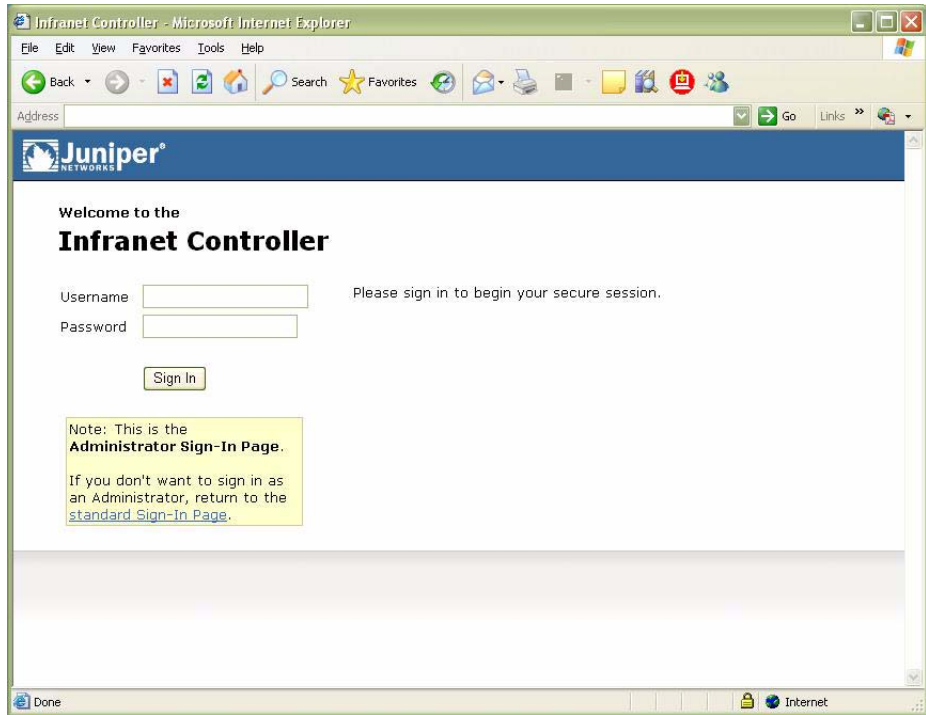 Infranet Controller - Microsoft Internet Explorer
File Edit View Favorites Tools Help
Back Search Favorites
Address Go Links »
Juniper®
NETWORKS
Welcome to the
Infranet Controller
Username Please sign in to begin your secure session.
Password
Sign In
Note: This is the
Administrator Sign-In Page.
If you don't want to sign in as
an Administrator, return to the
standard Sign-In Page.
Done Internet